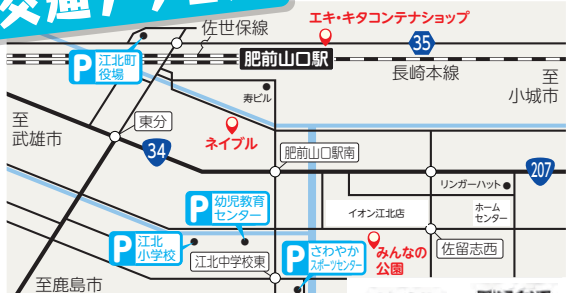 佐世保線
エキ・キタコンテナショップ
35
P 江北町
役場
肥前山口駅
長崎本線
至
小城市
寿ビル
至
武雄市
東分
ネイブル
34
肥前山口駅南
207
リンガーハット
P 幼児教育
センター
イオン江北店
ホーム
センター
P 江北
小学校
江北中学校東
P さわやか
スポーツセンター
みんなの
公園
佐留志西
至鹿島市